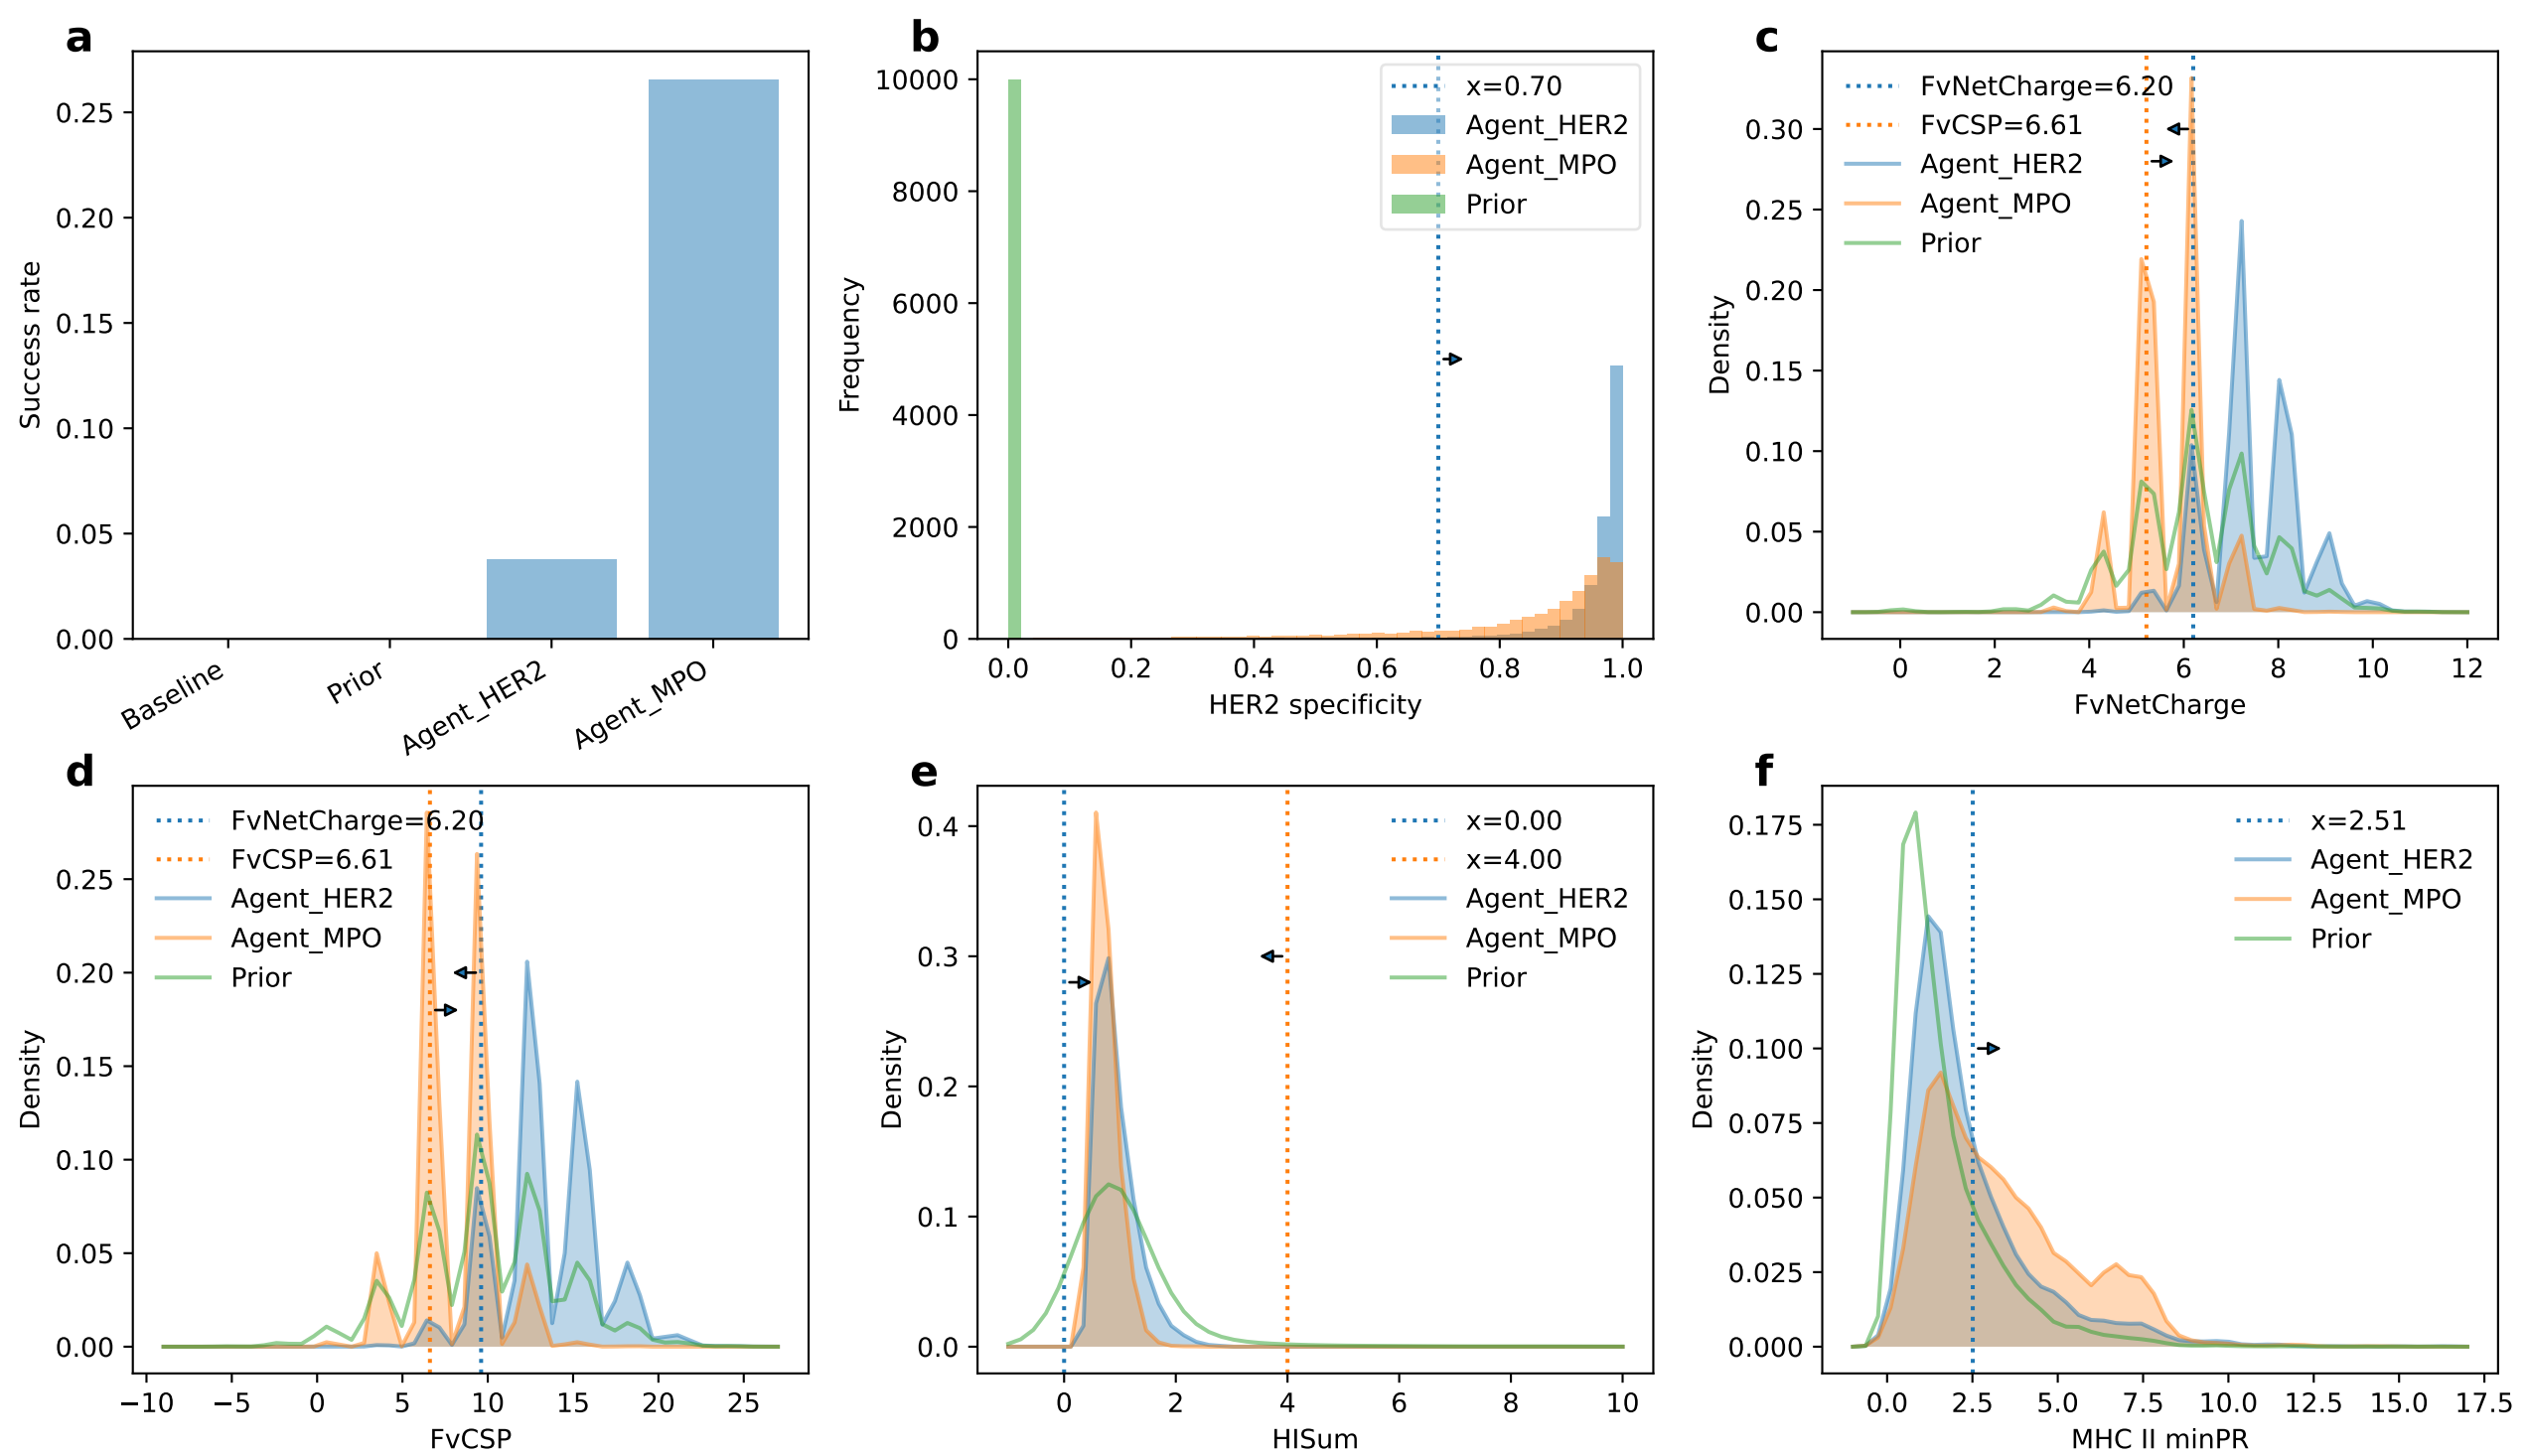 a
Success rate
0.25
0.20
0.15
0.10
0.05
0.00
Baseline
Prior
Agent_HER2
Agent_MPO
b
Frequency
10000
8000
6000
4000
2000
0
x=0.70
Agent_HER2
Agent_MPO
Prior
0.0 0.2 0.4 0.6 0.8 1.0
HER2 specificity
c
Density
0.30
0.25
0.20
0.15
0.10
0.05
0.00
FvNetCharge=6.20
FvCSP=6.61
Agent_HER2
Agent_MPO
Prior
0 2 4 6 8 10 12
FvNetCharge
d
Density
0.25
0.20
0.15
0.10
0.05
0.00
FvNetCharge=6.20
FvCSP=6.61
Agent_HER2
Agent_MPO
Prior
−10 −5 0 5 10 15 20 25
FvCSP
e
Density
0.4
0.3
0.2
0.1
0.0
x=0.00
x=4.00
Agent_HER2
Agent_MPO
Prior
0 2 4 6 8 10
HISum
f
Density
0.175
0.150
0.125
0.100
0.075
0.050
0.025
0.000
x=2.51
Agent_HER2
Agent_MPO
Prior
0.0 2.5 5.0 7.5 10.0 12.5 15.0 17.5
MHC II minPR